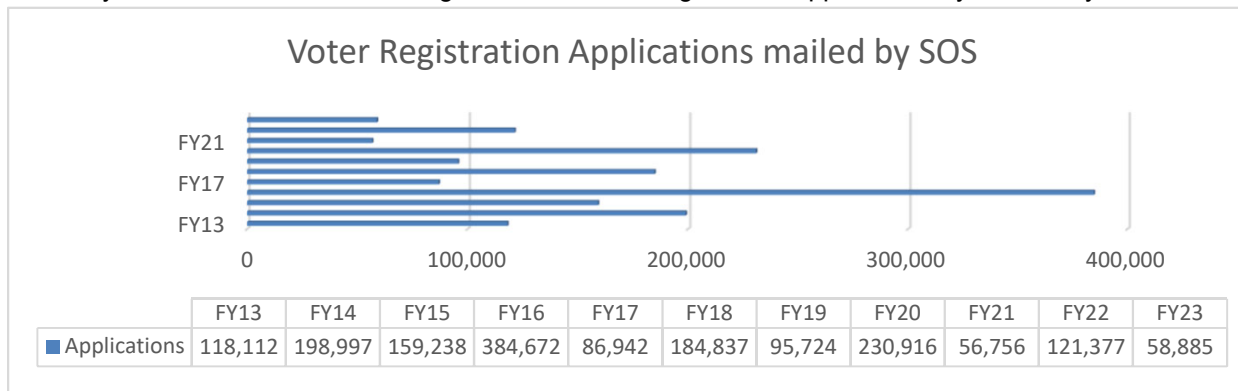 Voter Registration Applications mailed by SOS
FY21
FY17
FY13
0 100,000 200,000 300,000 400,000
FY13 FY14 FY15 FY16 FY17 FY18 FY19 FY20 FY21 FY22 FY23
Applications 118,112 198,997 159,238 384,672 86,942 184,837 95,724 230,916 56,756 121,377 58,885